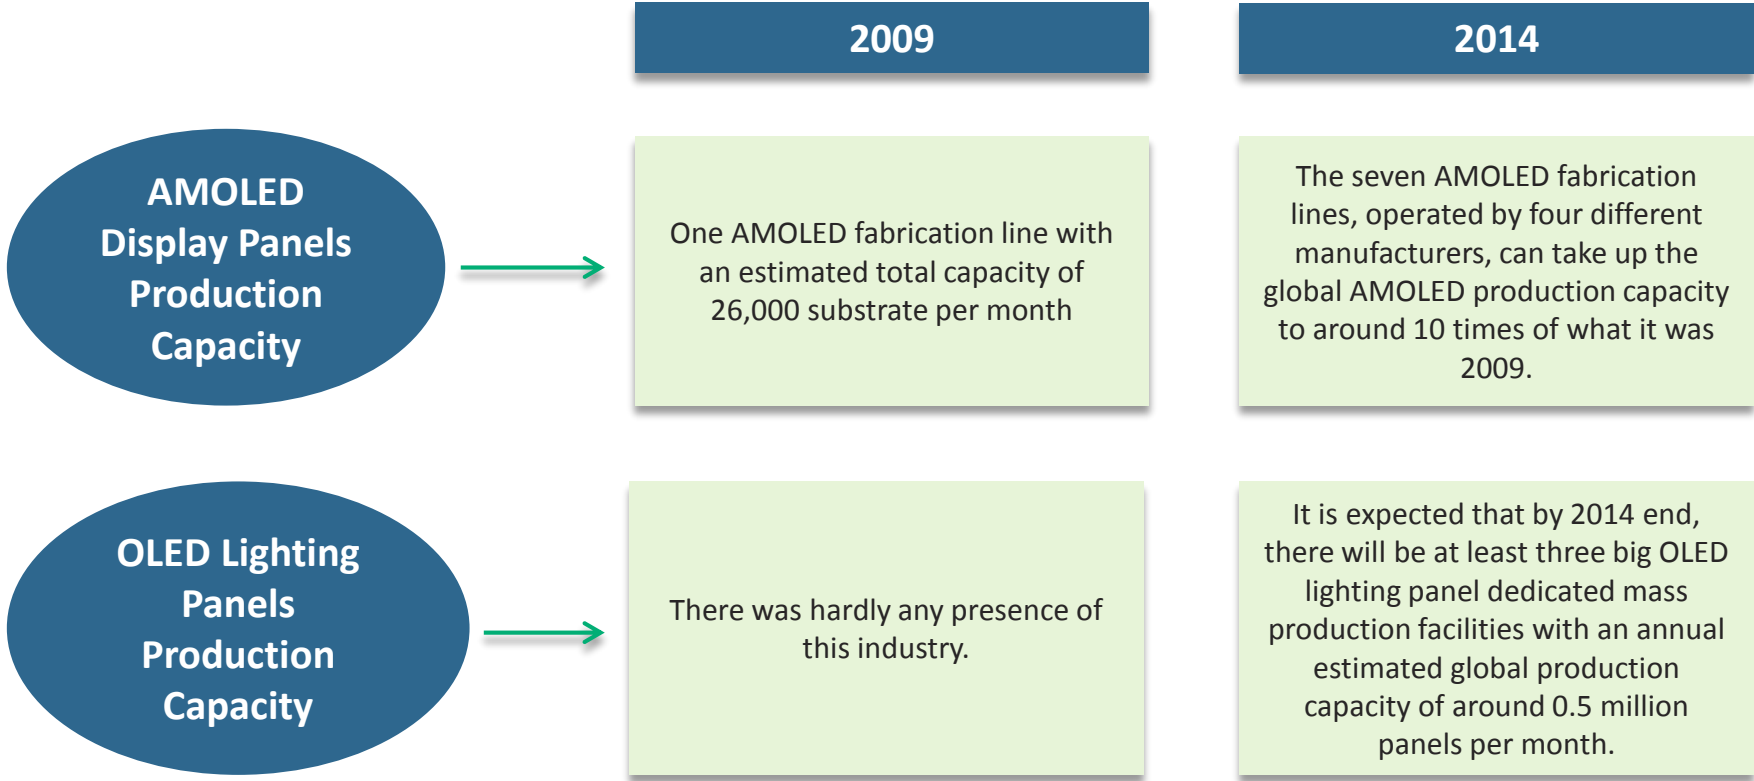 2009
2014
AMOLED
Display Panels
Production
Capacity
One AMOLED fabrication line with
an estimated total capacity of
26,000 substrate per month
The seven AMOLED fabrication
lines, operated by four different
manufacturers, can take up the
global AMOLED production capacity
to around 10 times of what it was
2009.
OLED Lighting
Panels
Production
Capacity
There was hardly any presence of
this industry.
It is expected that by 2014 end,
there will be at least three big OLED
lighting panel dedicated mass
production facilities with an annual
estimated global production
capacity of around 0.5 million
panels per month.